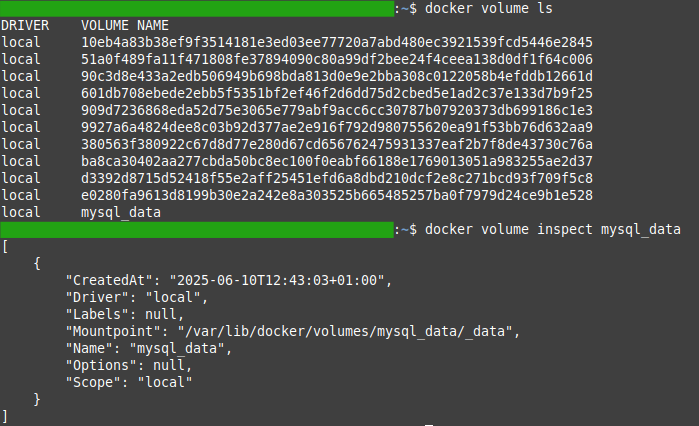 :~$ docker volume ls
DRIVER    VOLUME NAME
local     10eb4a83b38ef9f3514181e3ed03ee77720a7abd480ec3921539fcd5446e2845
local     51a0f489fa11f471808fe37894090c80a99df2bee24f4ceea138d0df1f64c006
local     90c3d8e433a2edb506949b698bda813d0e9e2bba308c0122058b4efddb12661d
local     601db708ebede2ebb5f5351bf2ef46f2d6dd75d2cbed5e1ad2c37e133d7b9f25
local     909d7236868eda52d75e3065e779abf9acc6cc30787b07920373db699186c1e3
local     9927a6a4824dee8c03b92d377ae2e916f792d980755620ea91f53bb76d632aa9
local     380563f380922c67d8d77e280d67cd656762475931337eaf2b7f8de43730c76a
local     ba8ca30402aa277cbda50bc8ec100f0eabf66188e1769013051a983255ae2d37
local     d3392d8715d52418f55e2aff25451efd6a8dbd210dcf2e8c271bcd93f709f5c8
local     e0280fa9613d8199b30e2a242e8a303525b665485257ba0f7979d24ce9b1e528
local     mysql_data
:~$ docker volume inspect mysql_data
[
    {
        "CreatedAt": "2025-06-10T12:43:03+01:00",
        "Driver": "local",
        "Labels": null,
        "Mountpoint": "/var/lib/docker/volumes/mysql_data/_data",
        "Name": "mysql_data",
        "Options": null,
        "Scope": "local"
    }
]